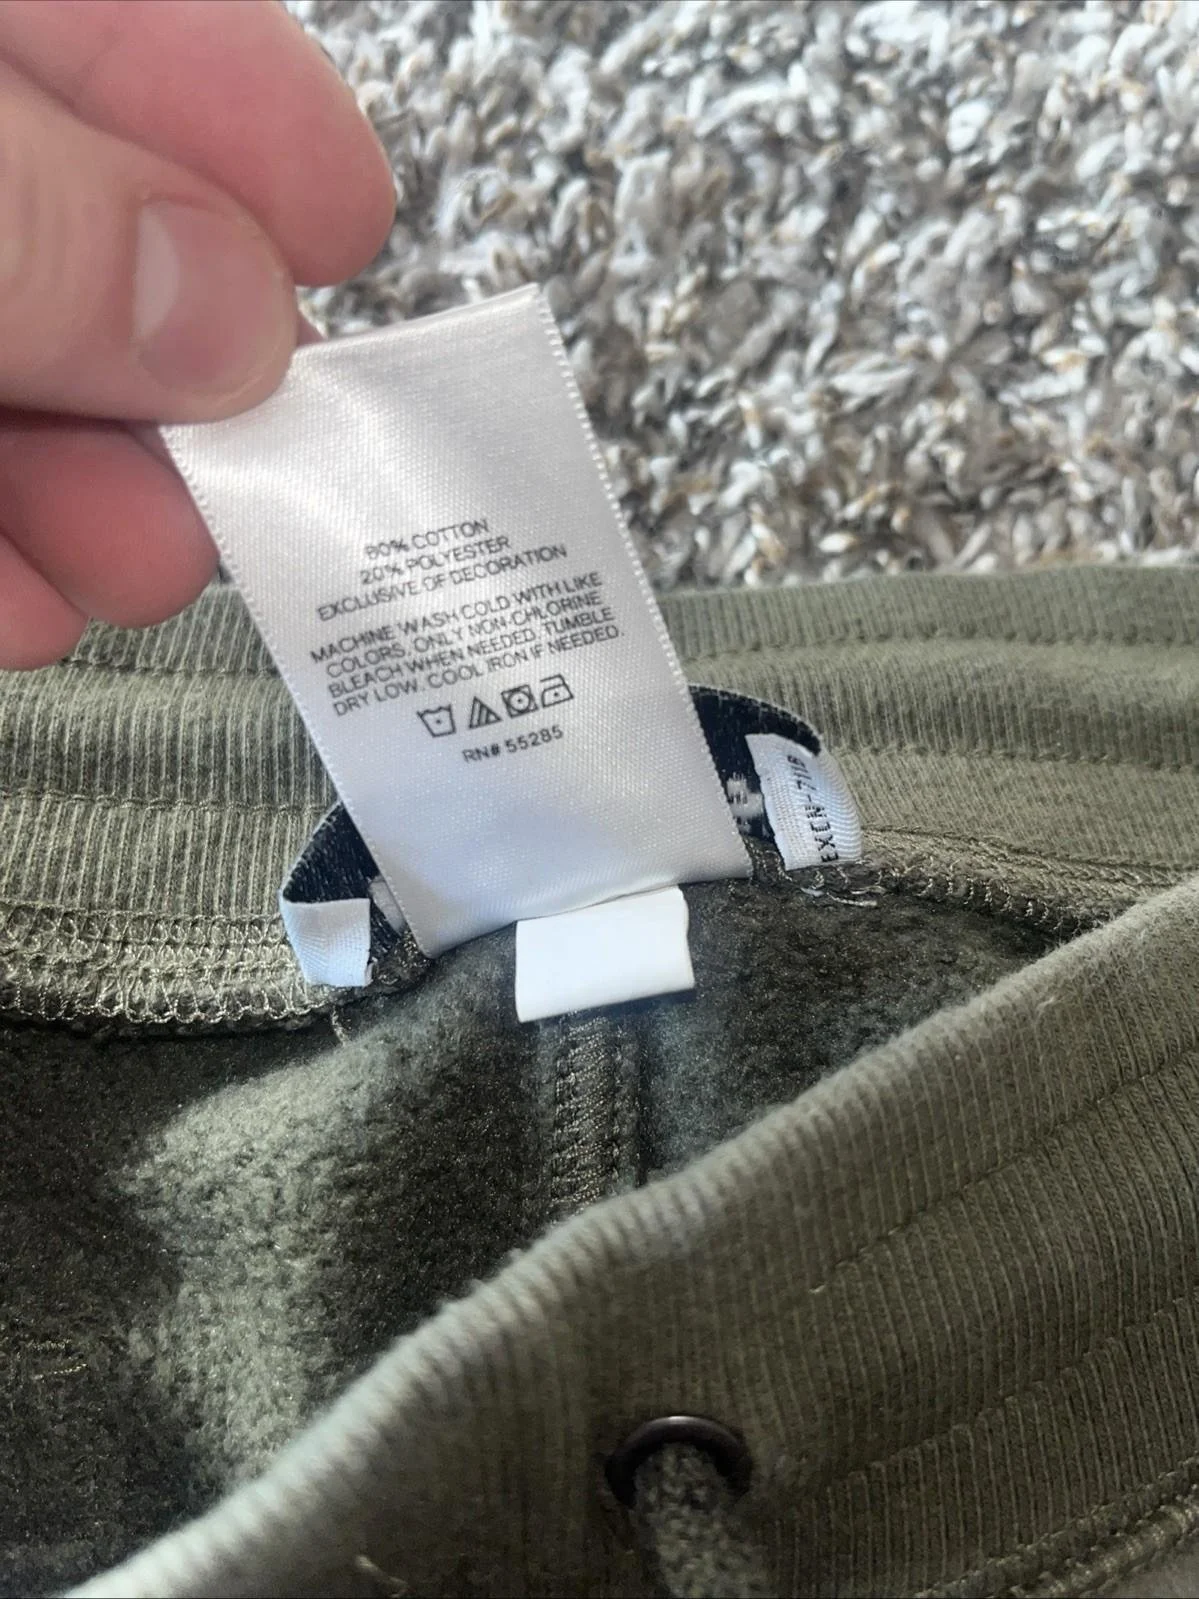 80% COTTON
20% POLYESTER
EXCLUSIVE OF DECORATION
MACHINE WASH COLD WITH LIKE
COLORS, ONLY NON-CHLORINE
BLEACH WHEN NEEDED. TUMBLE
DRY LOW. COOL IRON IF NEEDED.
RN# 55285